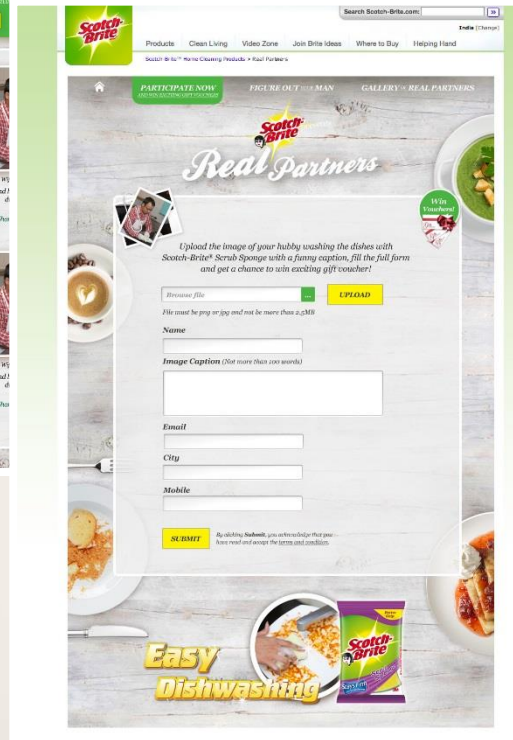 Search Scotch-Brite.com:
India [Change]
Scotch-Brite
Products Clean Living Video Zone Join Brite Ideas Where to Buy Helping Hand
Scotch-Brite™ Home Cleaning Products > Real Partners
PARTICIPATE NOW
AND WIN EXCITING GIFT VOUCHERS
FIGURE OUT YOUR MAN
GALLERY OF REAL PARTNERS
Scotch-Brite
Real Partners
Win
Vouchers!
Upload the image of your hubby washing the dishes with
Scotch-Brite® Scrub Sponge with a funny caption, fill the full form
and get a chance to win exciting gift voucher!
Browse file ... UPLOAD
File must be png or jpg and not be more than 2.5MB
Name
Image Caption (Not more than 100 words)
Email
City
Mobile
SUBMIT
By clicking Submit, you acknowledge that you
have read and accept the terms and condition.
Easy
Dishwashing
Scotch-Brite